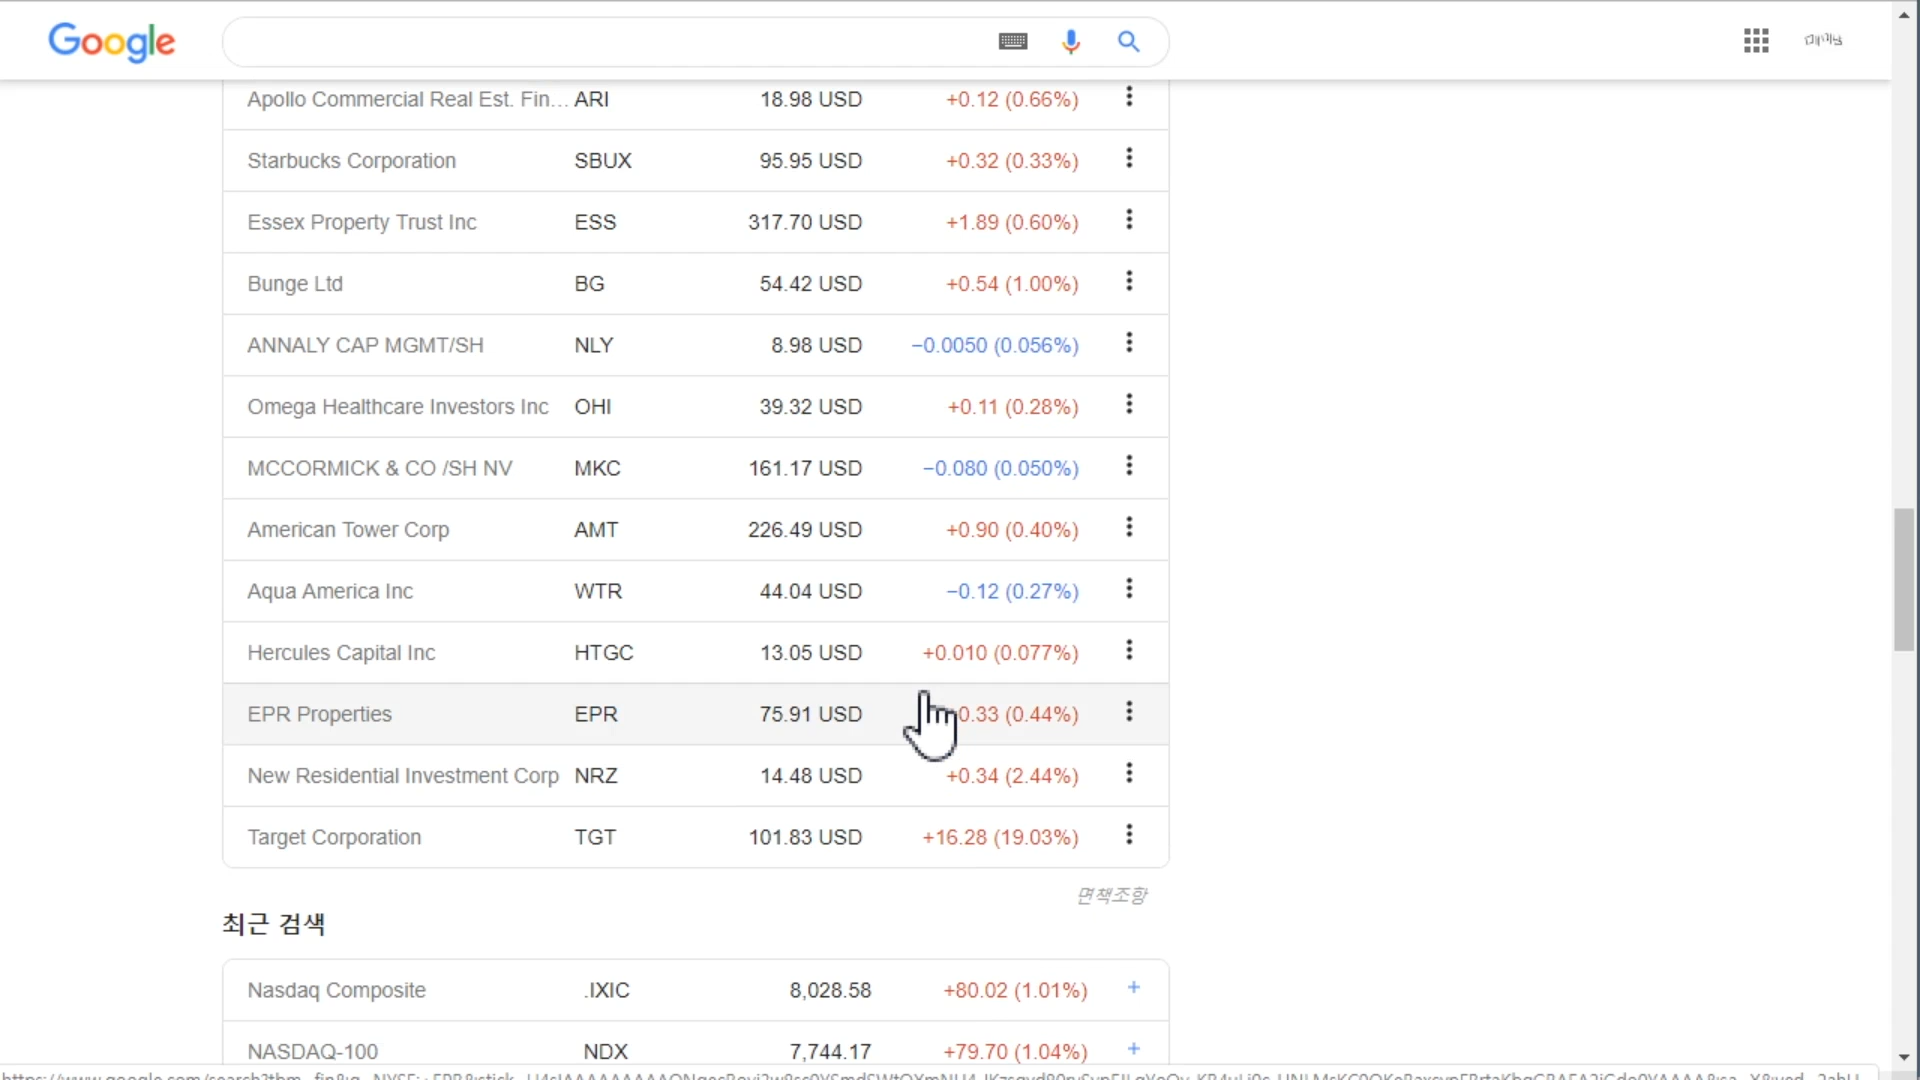 Google
Apollo Commercial Real Est. Fin... ARI 18.98 USD +0.12 (0.66%)
Starbucks Corporation SBUX 95.95 USD +0.32 (0.33%)
Essex Property Trust Inc ESS 317.70 USD +1.89 (0.60%)
Bunge Ltd BG 54.42 USD +0.54 (1.00%)
ANNALY CAP MGMT/SH NLY 8.98 USD −0.0050 (0.056%)
Omega Healthcare Investors Inc OHI 39.32 USD +0.11 (0.28%)
MCCORMICK & CO /SH NV MKC 161.17 USD −0.080 (0.050%)
American Tower Corp AMT 226.49 USD +0.90 (0.40%)
Aqua America Inc WTR 44.04 USD −0.12 (0.27%)
Hercules Capital Inc HTGC 13.05 USD +0.010 (0.077%)
EPR Properties EPR 75.91 USD 0.33 (0.44%)
New Residential Investment Corp NRZ 14.48 USD +0.34 (2.44%)
Target Corporation TGT 101.83 USD +16.28 (19.03%)
면책조항
최근 검색
Nasdaq Composite .IXIC 8,028.58 +80.02 (1.01%) +
NASDAQ-100 NDX 7,744.17 +79.70 (1.04%) +